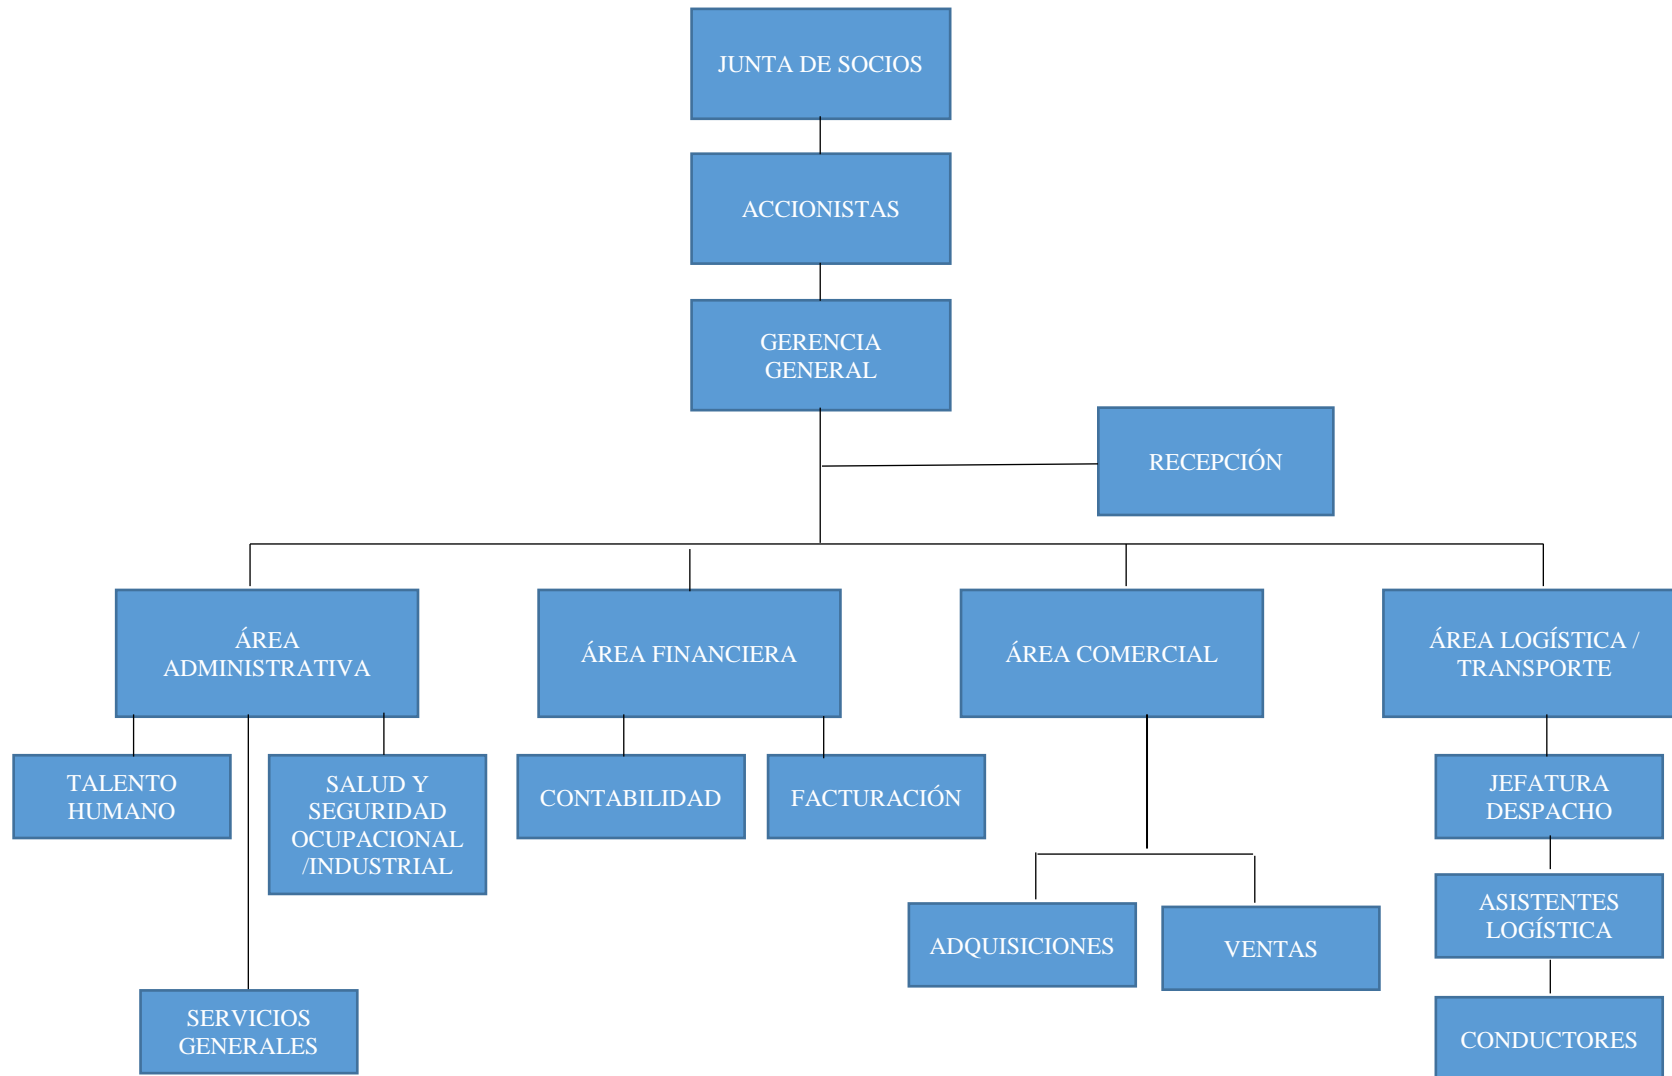 JUNTA DE SOCIOS
ACCIONISTAS
GERENCIA
GENERAL
RECEPCIÓN
ÁREA
ADMINISTRATIVA
ÁREA FINANCIERA
ÁREA COMERCIAL
ÁREA LOGÍSTICA /
TRANSPORTE
TALENTO
HUMANO
SALUD Y
SEGURIDAD
OCUPACIONAL
/INDUSTRIAL
CONTABILIDAD
FACTURACIÓN
JEFATURA
DESPACHO
ADQUISICIONES
VENTAS
ASISTENTES
LOGÍSTICA
SERVICIOS
GENERALES
CONDUCTORES